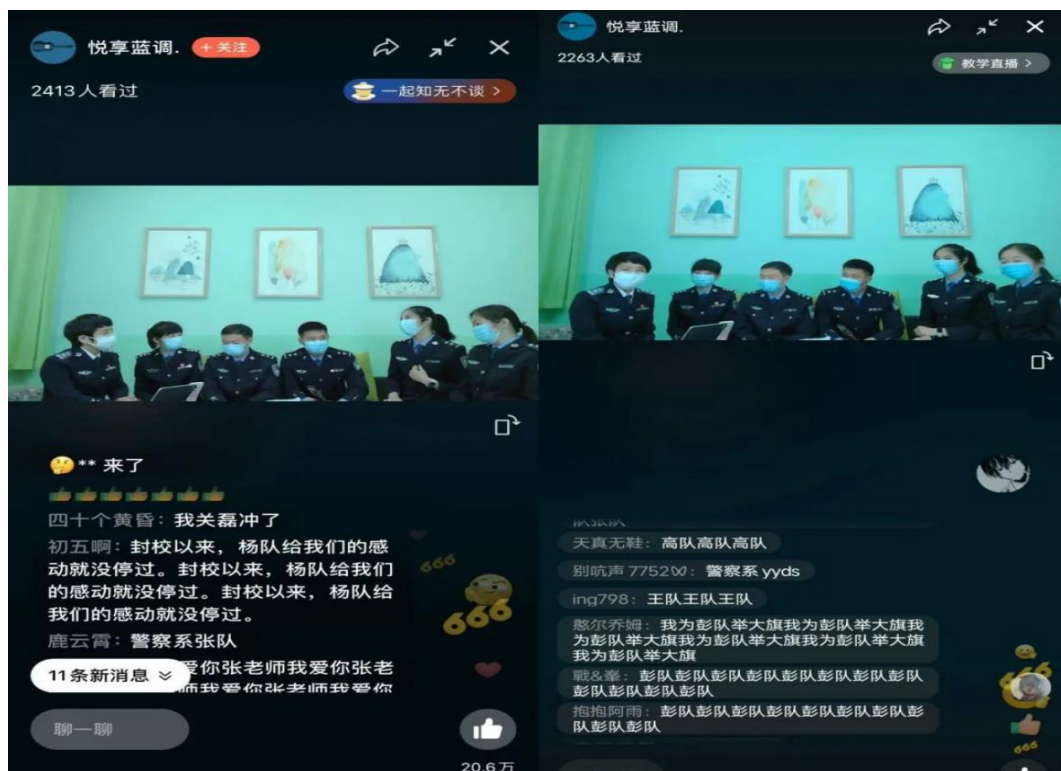 悦享蓝调.
+关注
2413人看过
一起知无不谈 >
🤔** 来了
👍👍👍👍👍👍👍
四十个黄昏：我关磊冲了
初五啊：封校以来，杨队给我们的感
动就没停过。封校以来，杨队给我们
的感动就没停过。封校以来，杨队给
我们的感动就没停过。
鹿云霄：警察系张队
爱你张老师我爱你张老
师我爱你张老师我爱你
11条新消息
聊一聊
666
666
20.6万
悦享蓝调.
2263人看过
教学直播 >
队张队
天真无鞋：高队高队高队
别吭声 7752：警察系 yyds
ing798：王队王队王队
憨尔乔姆：我为彭队举大旗我为彭队举大旗我
为彭队举大旗我为彭队举大旗我为彭队举大旗
我为彭队举大旗
戰&峯：彭队彭队彭队彭队彭队彭队彭队彭队
彭队彭队彭队彭队
抱抱阿雨：彭队彭队彭队彭队彭队彭队彭队彭
队彭队彭队
666